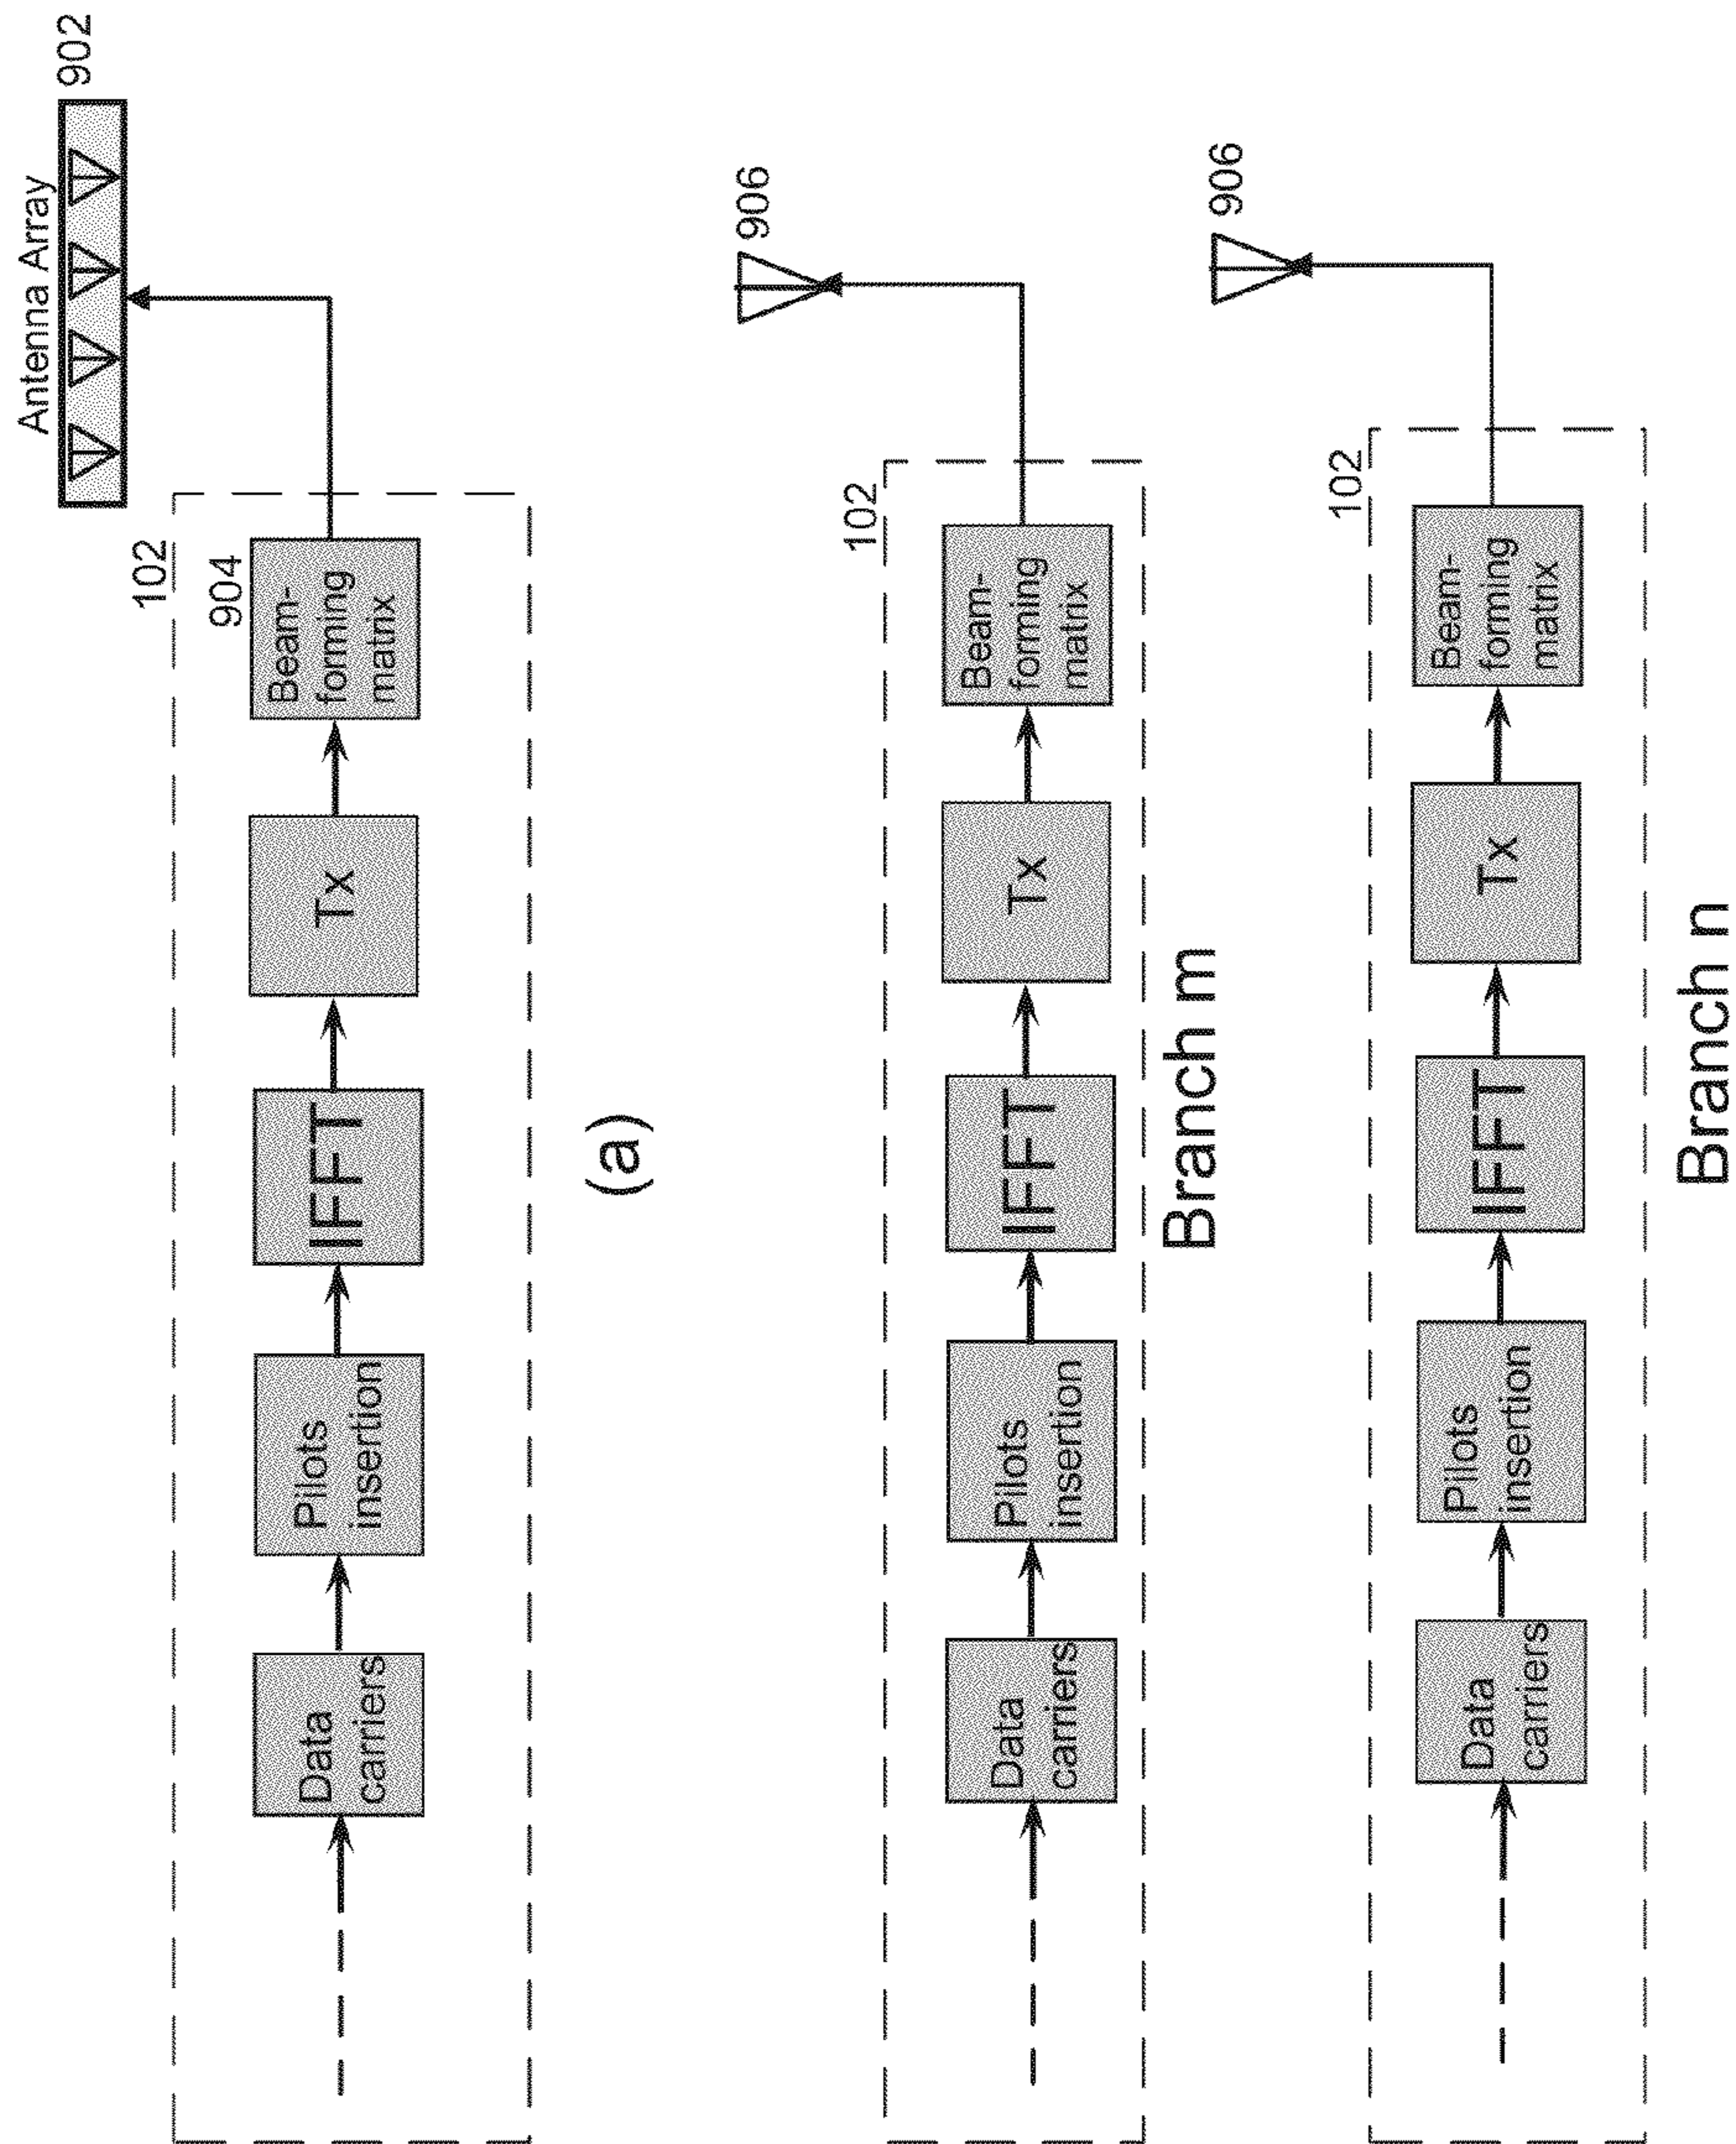 Antenna Array
902
102
904
Data
carriers
Pilots
insertion
IFFT
Tx
Beam-
forming
matrix
(a)
906
102
Data
carriers
Pilots
insertion
IFFT
Tx
Beam-
forming
matrix
Branch m
906
102
Data
carriers
Pilots
insertion
IFFT
Tx
Beam-
forming
matrix
Branch n